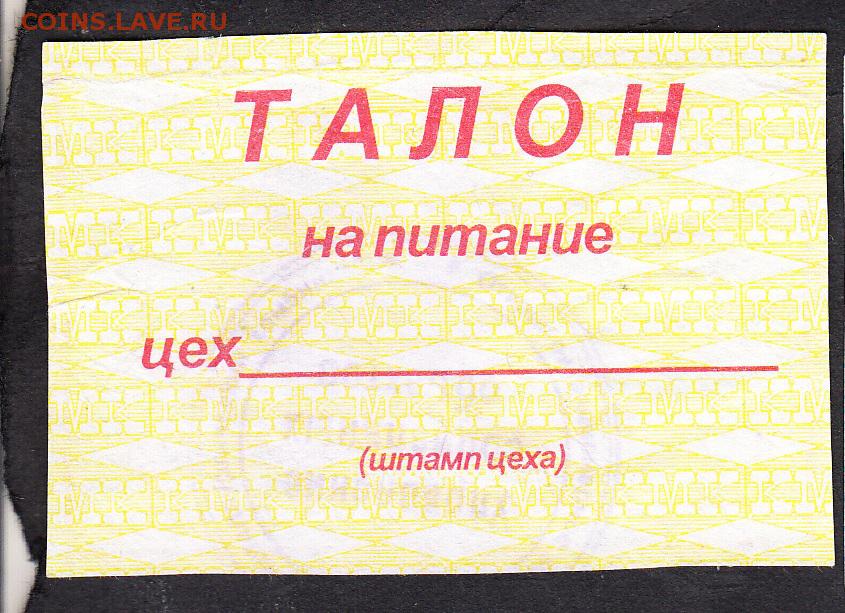 COINS.LAVE.RU
ТАЛОН
на питание
цех
(штамп цеха)